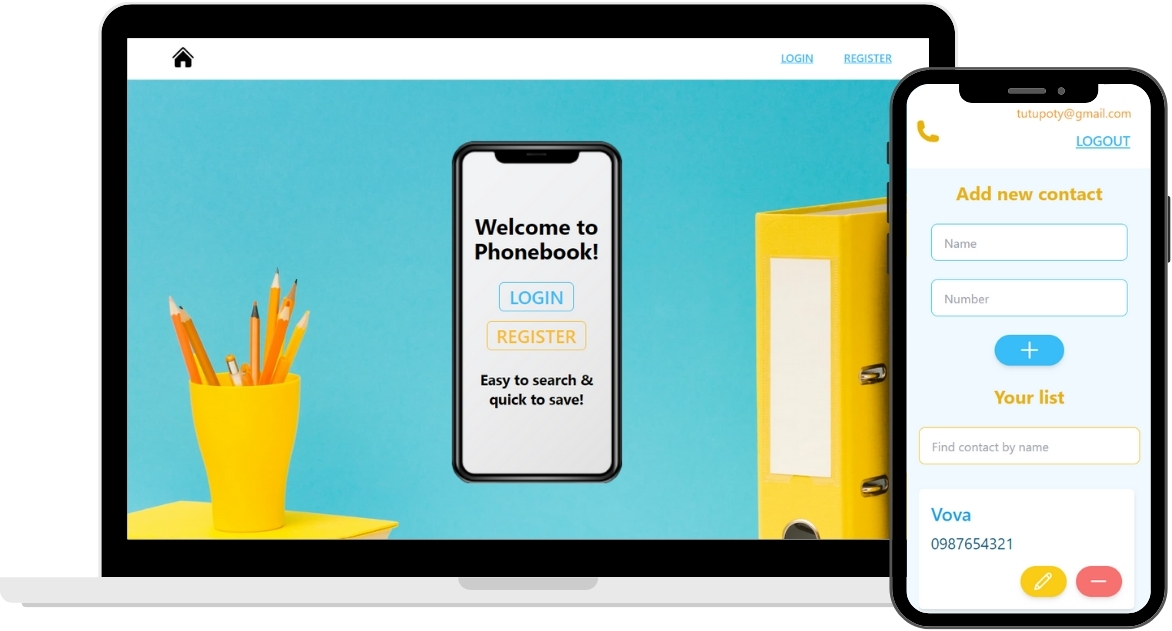 LOGIN REGISTER
Welcome to
Phonebook!
LOGIN
REGISTER
Easy to search &
quick to save!
tutupoty@gmail.com
LOGOUT
Add new contact
Name
Number
Your list
Find contact by name
Vova
0987654321